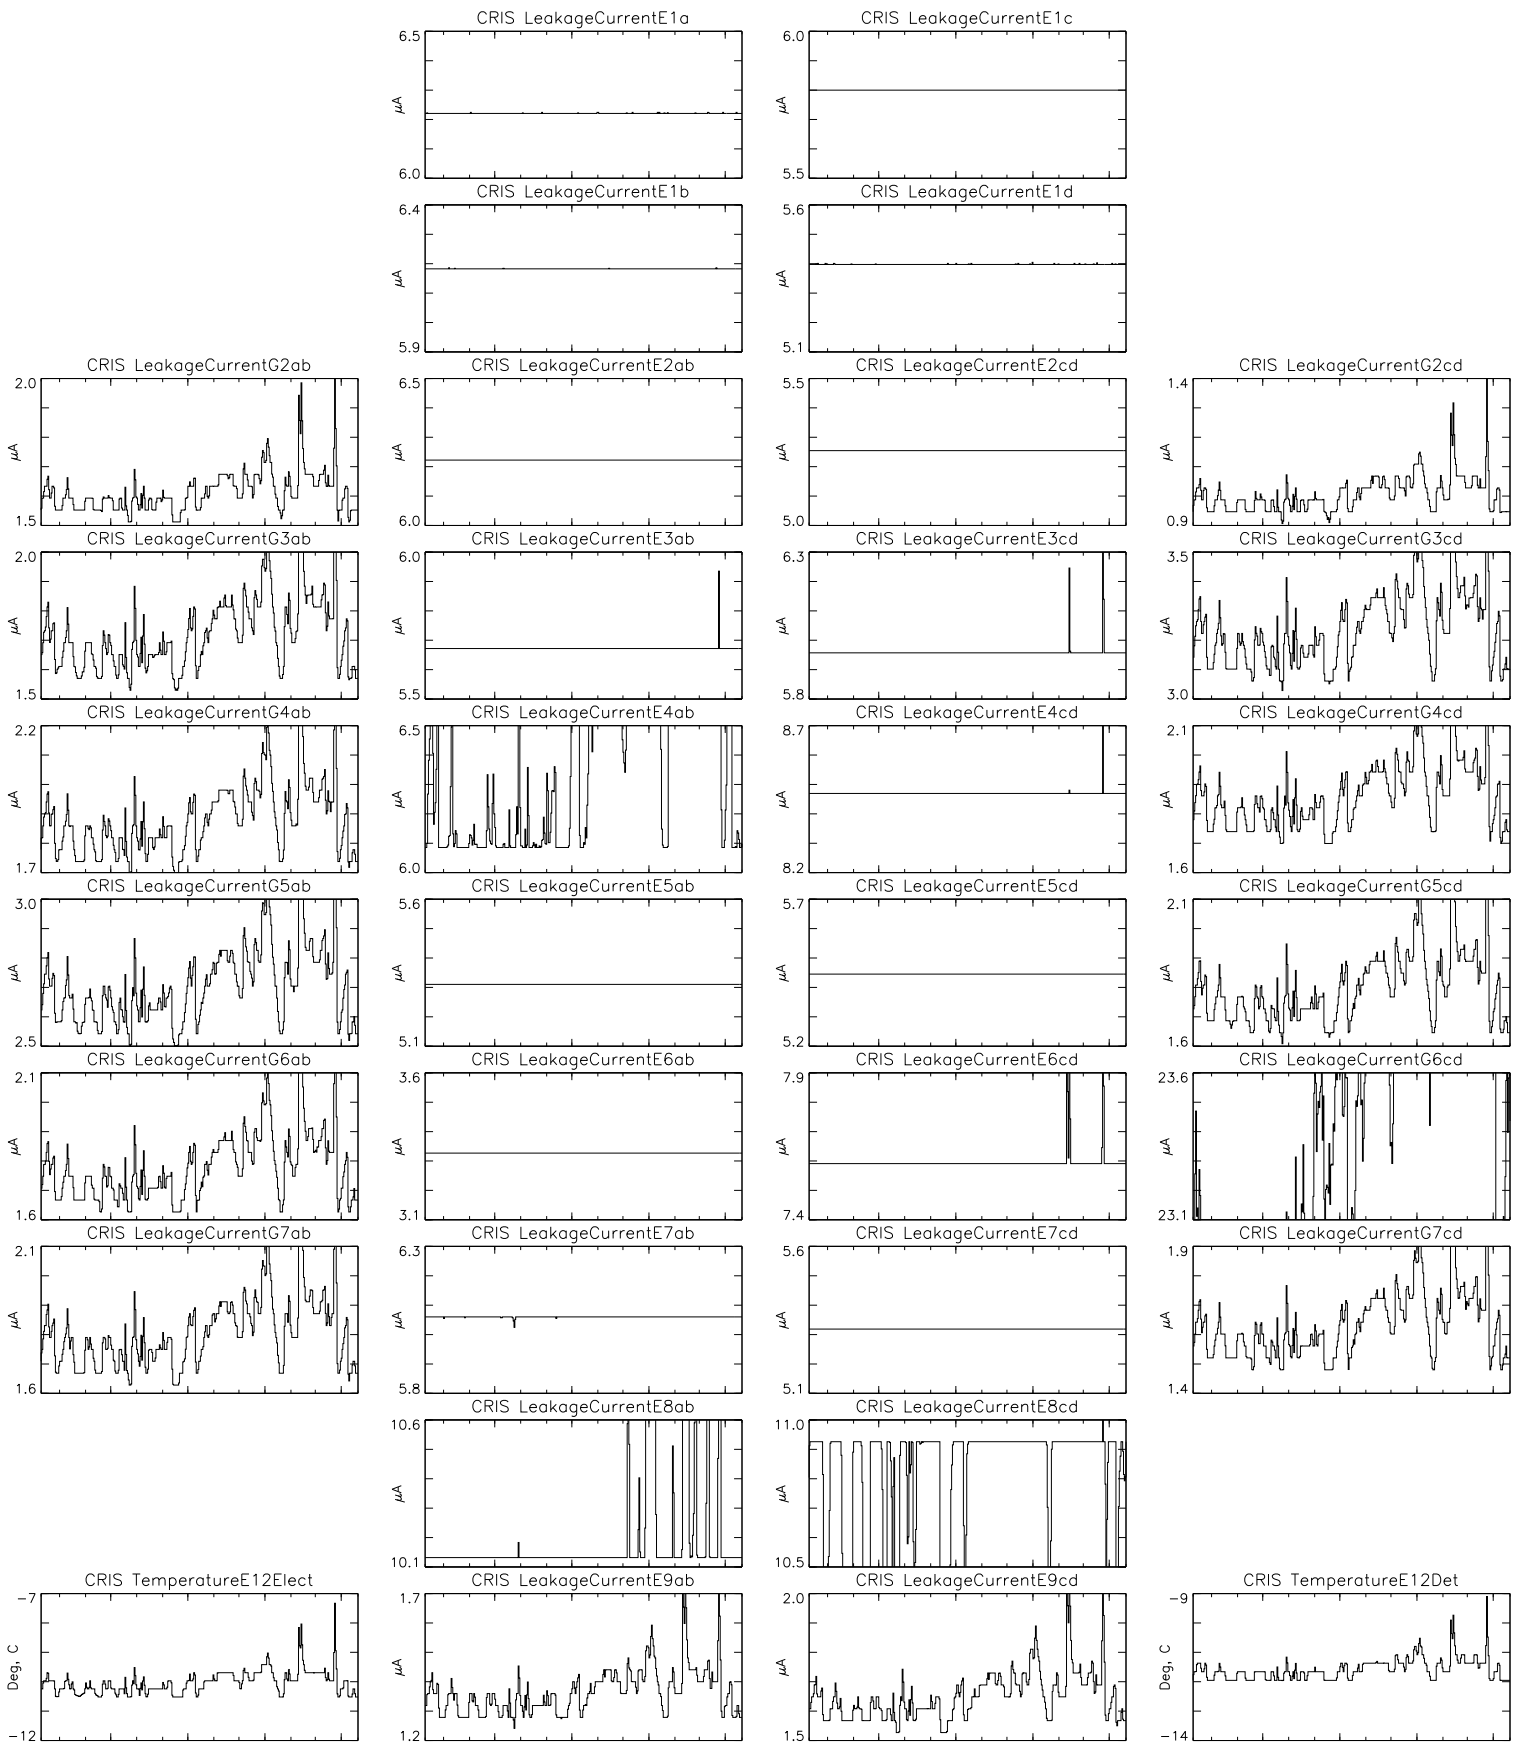 CRIS LeakageCurrentE1a CRIS LeakageCurrentE1c
6.5 6.0
μA μA
6.0 5.5
CRIS LeakageCurrentE1b CRIS LeakageCurrentE1d
6.4 5.6
μA μA
5.9 5.1
CRIS LeakageCurrentG2ab CRIS LeakageCurrentE2ab CRIS LeakageCurrentE2cd CRIS LeakageCurrentG2cd
2.0 6.5 5.5 1.4
μA μA μA μA
1.5 6.0 5.0 0.9
CRIS LeakageCurrentG3ab CRIS LeakageCurrentE3ab CRIS LeakageCurrentE3cd CRIS LeakageCurrentG3cd
2.0 6.0 6.3 3.5
μA μA μA μA
1.5 5.5 5.8 3.0
CRIS LeakageCurrentG4ab CRIS LeakageCurrentE4ab CRIS LeakageCurrentE4cd CRIS LeakageCurrentG4cd
2.2 6.5 8.7 2.1
μA μA μA μA
1.7 6.0 8.2 1.6
CRIS LeakageCurrentG5ab CRIS LeakageCurrentE5ab CRIS LeakageCurrentE5cd CRIS LeakageCurrentG5cd
3.0 5.6 5.7 2.1
μA μA μA μA
2.5 5.1 5.2 1.6
CRIS LeakageCurrentG6ab CRIS LeakageCurrentE6ab CRIS LeakageCurrentE6cd CRIS LeakageCurrentG6cd
2.1 3.6 7.9 23.6
μA μA μA μA
1.6 3.1 7.4 23.1
CRIS LeakageCurrentG7ab CRIS LeakageCurrentE7ab CRIS LeakageCurrentE7cd CRIS LeakageCurrentG7cd
2.1 6.3 5.6 1.9
μA μA μA μA
1.6 5.8 5.1 1.4
CRIS LeakageCurrentE8ab CRIS LeakageCurrentE8cd
10.6 11.0
μA μA
10.1 10.5
CRIS TemperatureE12Elect CRIS LeakageCurrentE9ab CRIS LeakageCurrentE9cd CRIS TemperatureE12Det
-7 1.7 2.0 -9
Deg, C μA μA Deg, C
-12 1.2 1.5 -14